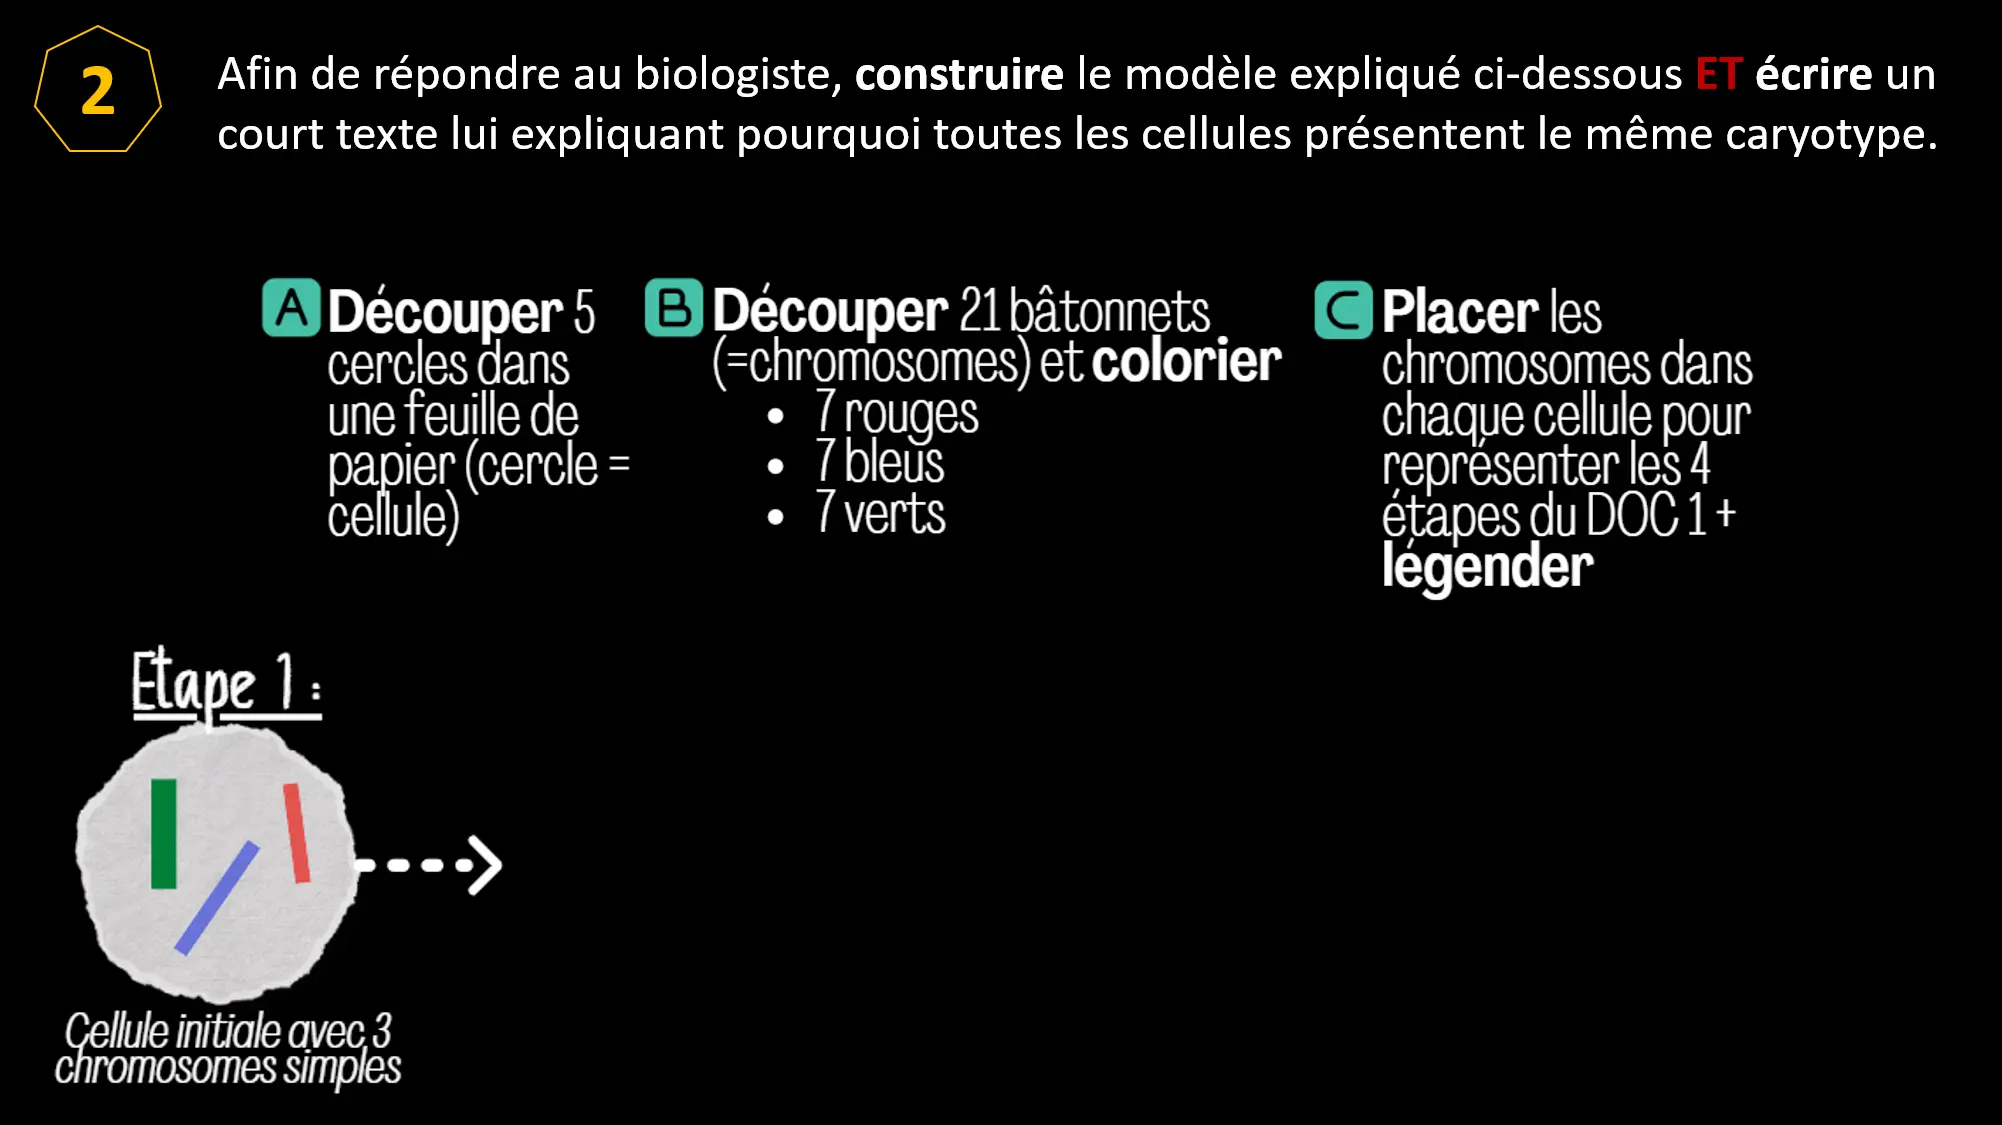 2
Afin de répondre au biologiste, construire le modèle expliqué ci-dessous ET écrire un
court texte lui expliquant pourquoi toutes les cellules présentent le même caryotype.
A Découper 5
cercles dans
une feuille de
papier (cercle =
cellule)
B Découper 21 bâtonnets
(=chromosomes) et colorier
• 7 rouges
• 7 bleus
• 7 verts
C Placer les
chromosomes dans
chaque cellule pour
représenter les 4
étapes du DOC 1 +
légender
Etape 1 :
Cellule initiale avec 3
chromosomes simples